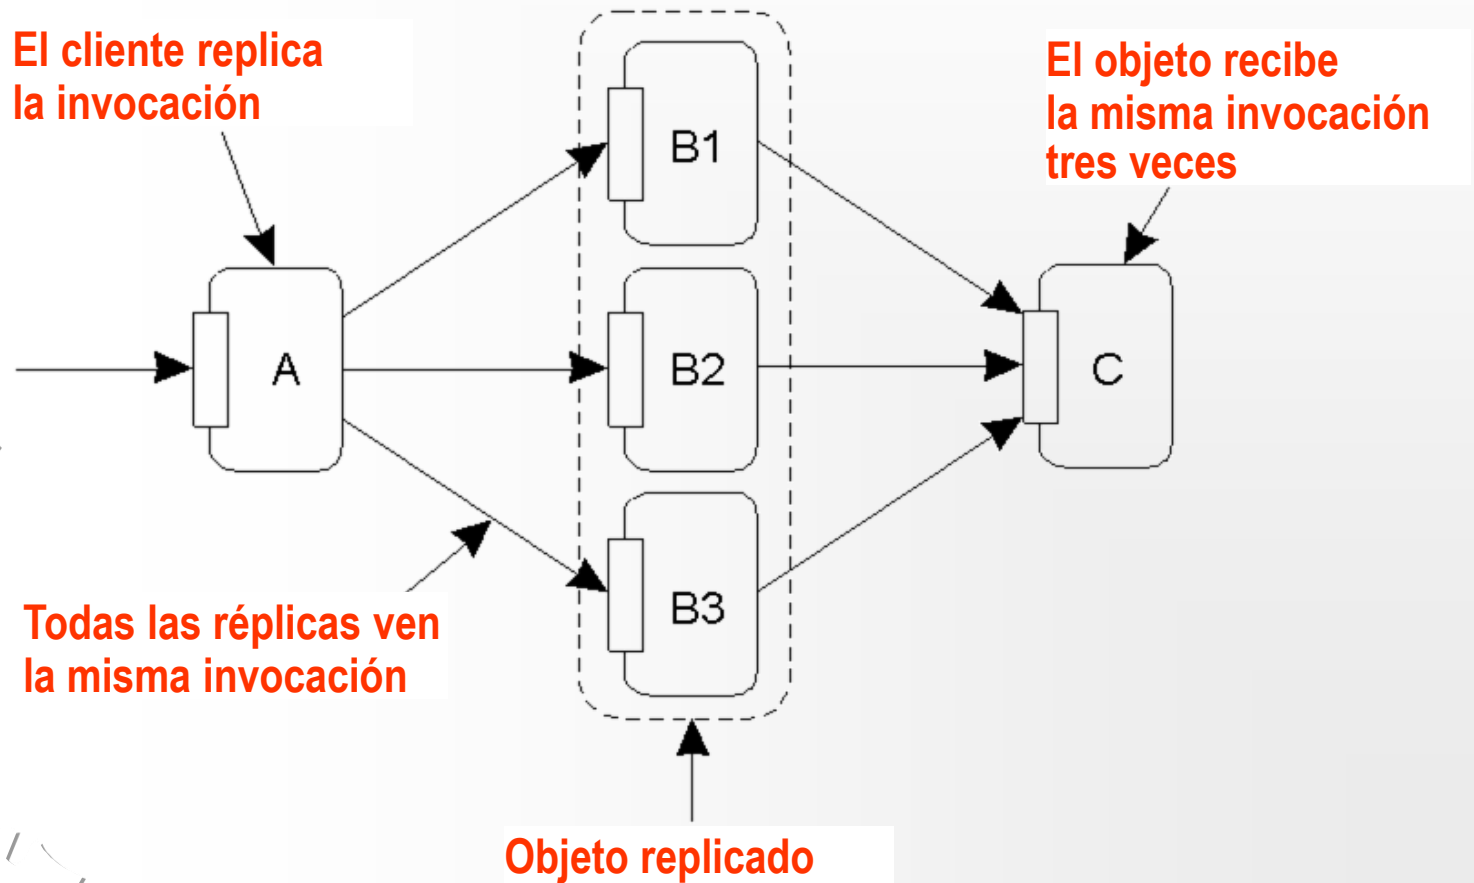 El cliente replica
la invocación
El objeto recibe
la misma invocación
tres veces
B1
A
B2
C
B3
Todas las réplicas ven
la misma invocación
Objeto replicado